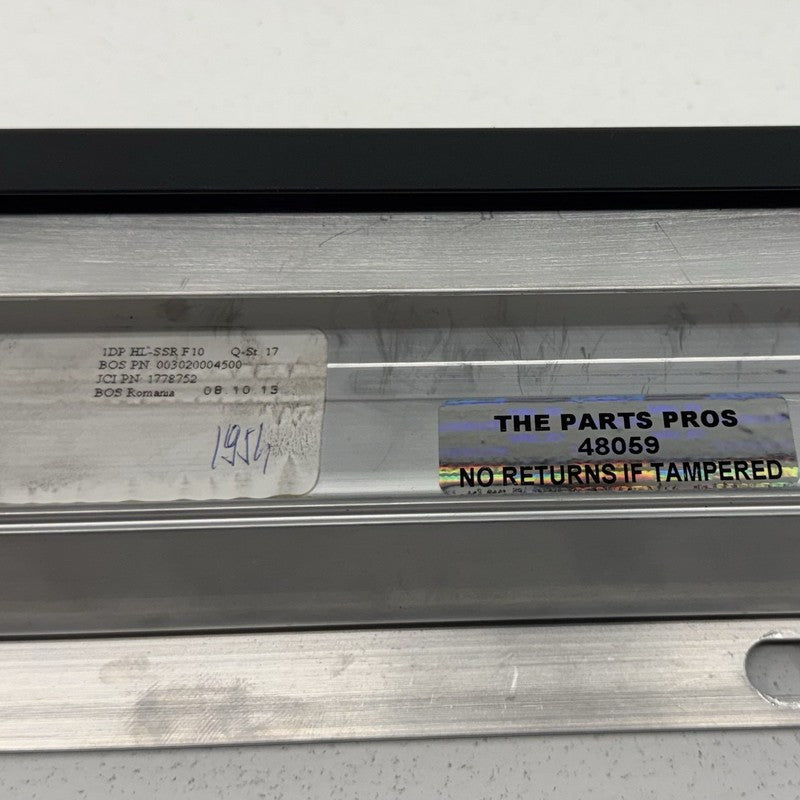 1DP HL-SSR F10 Q-St. 17
BOS PN 003020004500
JCI PN 1778752
BOS Romania 08.10.13
1954
THE PARTS PROS
48059
NO RETURNS IF TAMPERED